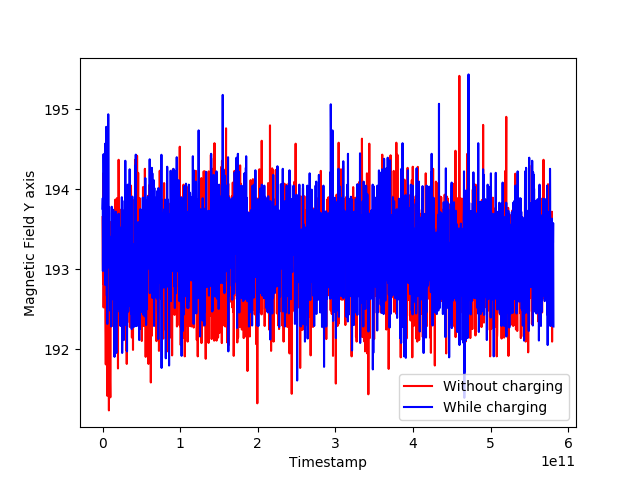 195
194
193
192
Magnetic Field Y axis
0
1
2
3
4
5
6
1e11
Timestamp
Without charging
While charging